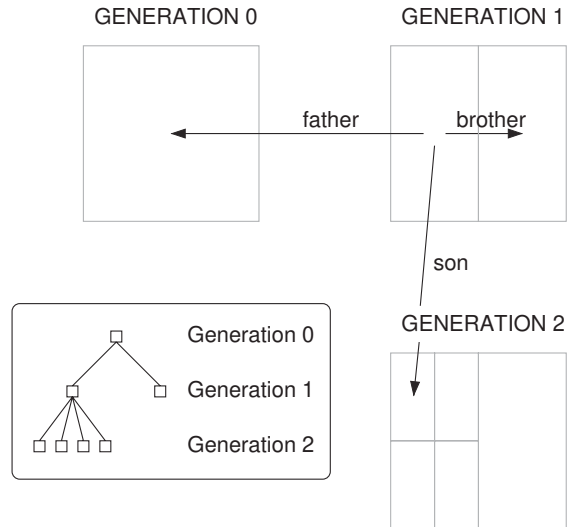 GENERATION 0
GENERATION 1
father
brother
son
GENERATION 2
Generation 0
Generation 1
Generation 2